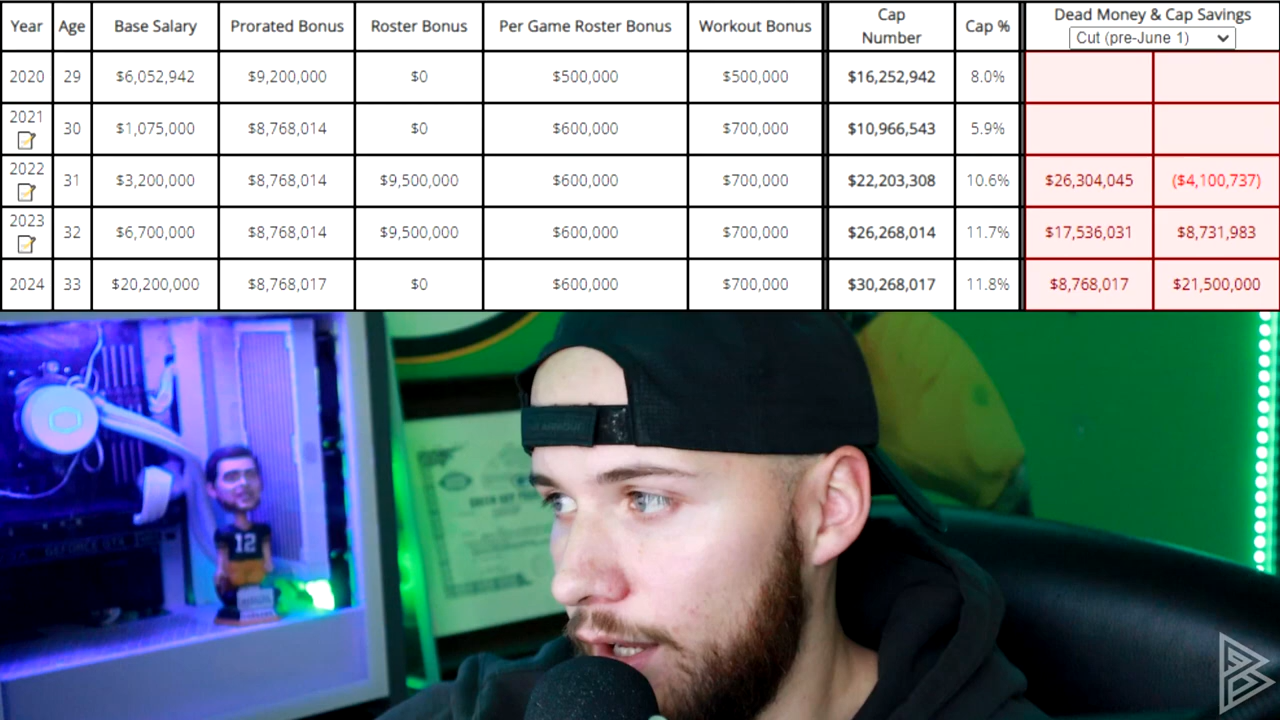 Year Age Base Salary Prorated Bonus Roster Bonus Per Game Roster Bonus Workout Bonus Cap Number Cap % Dead Money & Cap Savings
Cut (pre-June 1)
2020 29 $6,052,942 $9,200,000 $0 $500,000 $500,000 $16,252,942 8.0%
2021 30 $1,075,000 $8,768,014 $0 $600,000 $700,000 $10,966,543 5.9%
2022 31 $3,200,000 $8,768,014 $9,500,000 $600,000 $700,000 $22,203,308 10.6% $26,304,045 ($4,100,737)
2023 32 $6,700,000 $8,768,014 $9,500,000 $600,000 $700,000 $26,268,014 11.7% $17,536,031 $8,731,983
2024 33 $20,200,000 $8,768,017 $0 $600,000 $700,000 $30,268,017 11.8% $8,768,017 $21,500,000
12
GEFORCE GTX